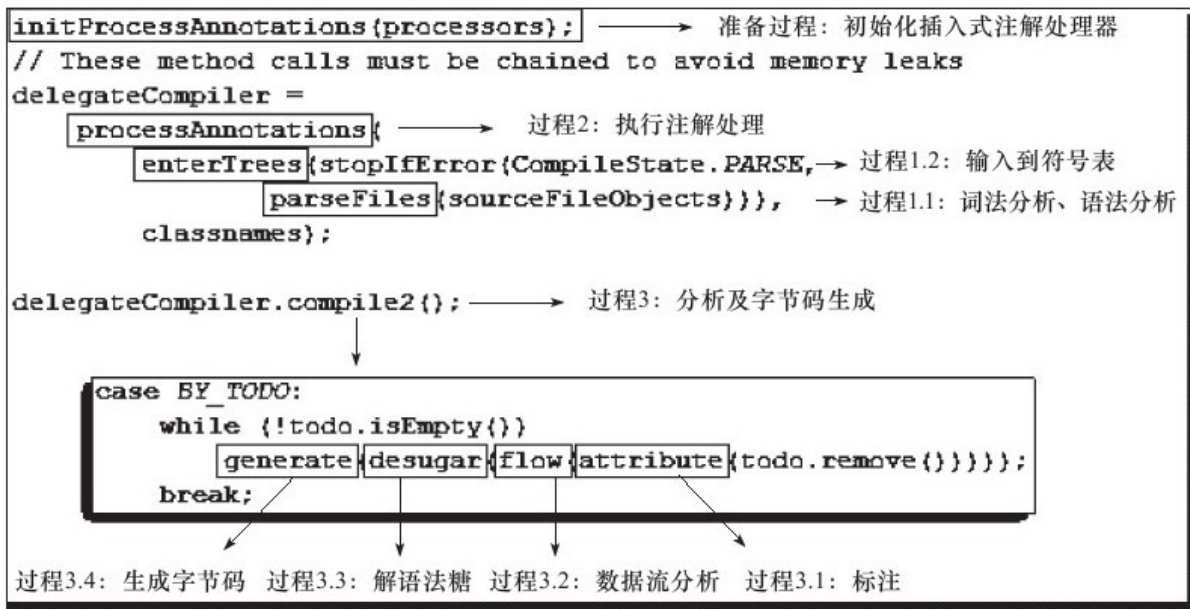 initProcessAnnotations(processors); 准备过程：初始化插入式注解处理器
// These method calls must be chained to avoid memory leaks
delegateCompiler =
processAnnotations( 过程2：执行注解处理
enterTrees(stopIfError(CompileState.PARSE, 过程1.2：输入到符号表
parseFiles(sourceFileObjects))), 过程1.1：词法分析、语法分析
classnames);
delegateCompiler.compile2(); 过程3：分析及字节码生成
case BY_TODO:
while (!todo.isEmpty())
generate(desugar(flow(attribute(todo.remove()))));
break;
过程3.4：生成字节码 过程3.3：解语法糖 过程3.2：数据流分析 过程3.1：标注